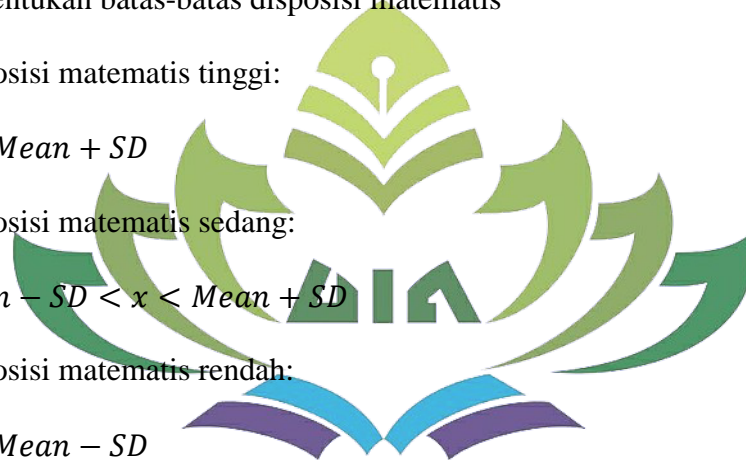 entukan batas-batas disposisi matematis
osisi matematis tinggi:
Mean + SD
osisi matematis sedang:
n − SD < x < Mean + SD
osisi matematis rendah:
Mean − SD